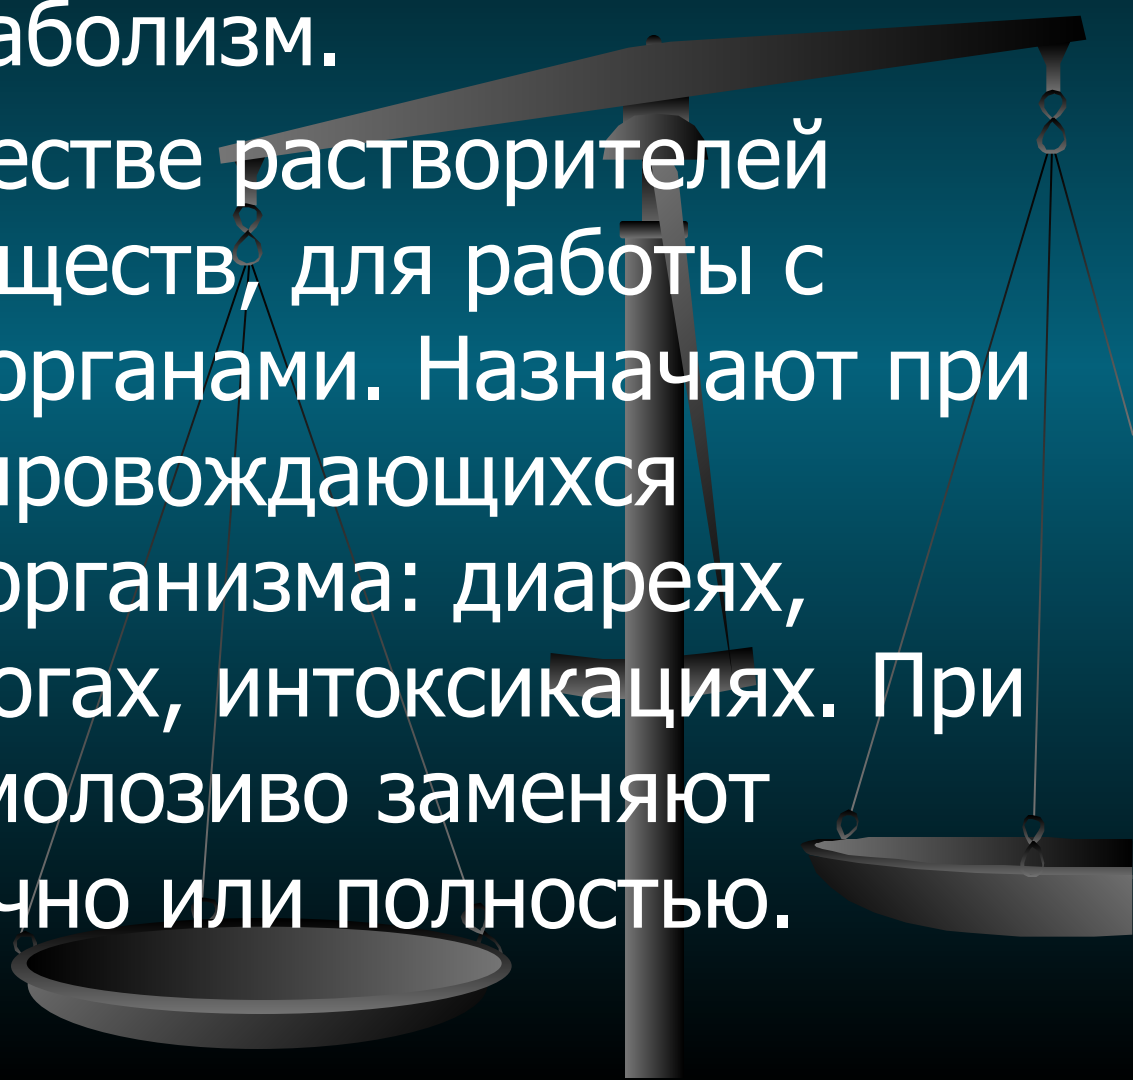 аболизм.
естве растворителей
ществ, для работы с
органами. Назначают при
провождающихся
организма: диареях,
огах, интоксикациях. При
молозиво заменяют
чно или полностью.